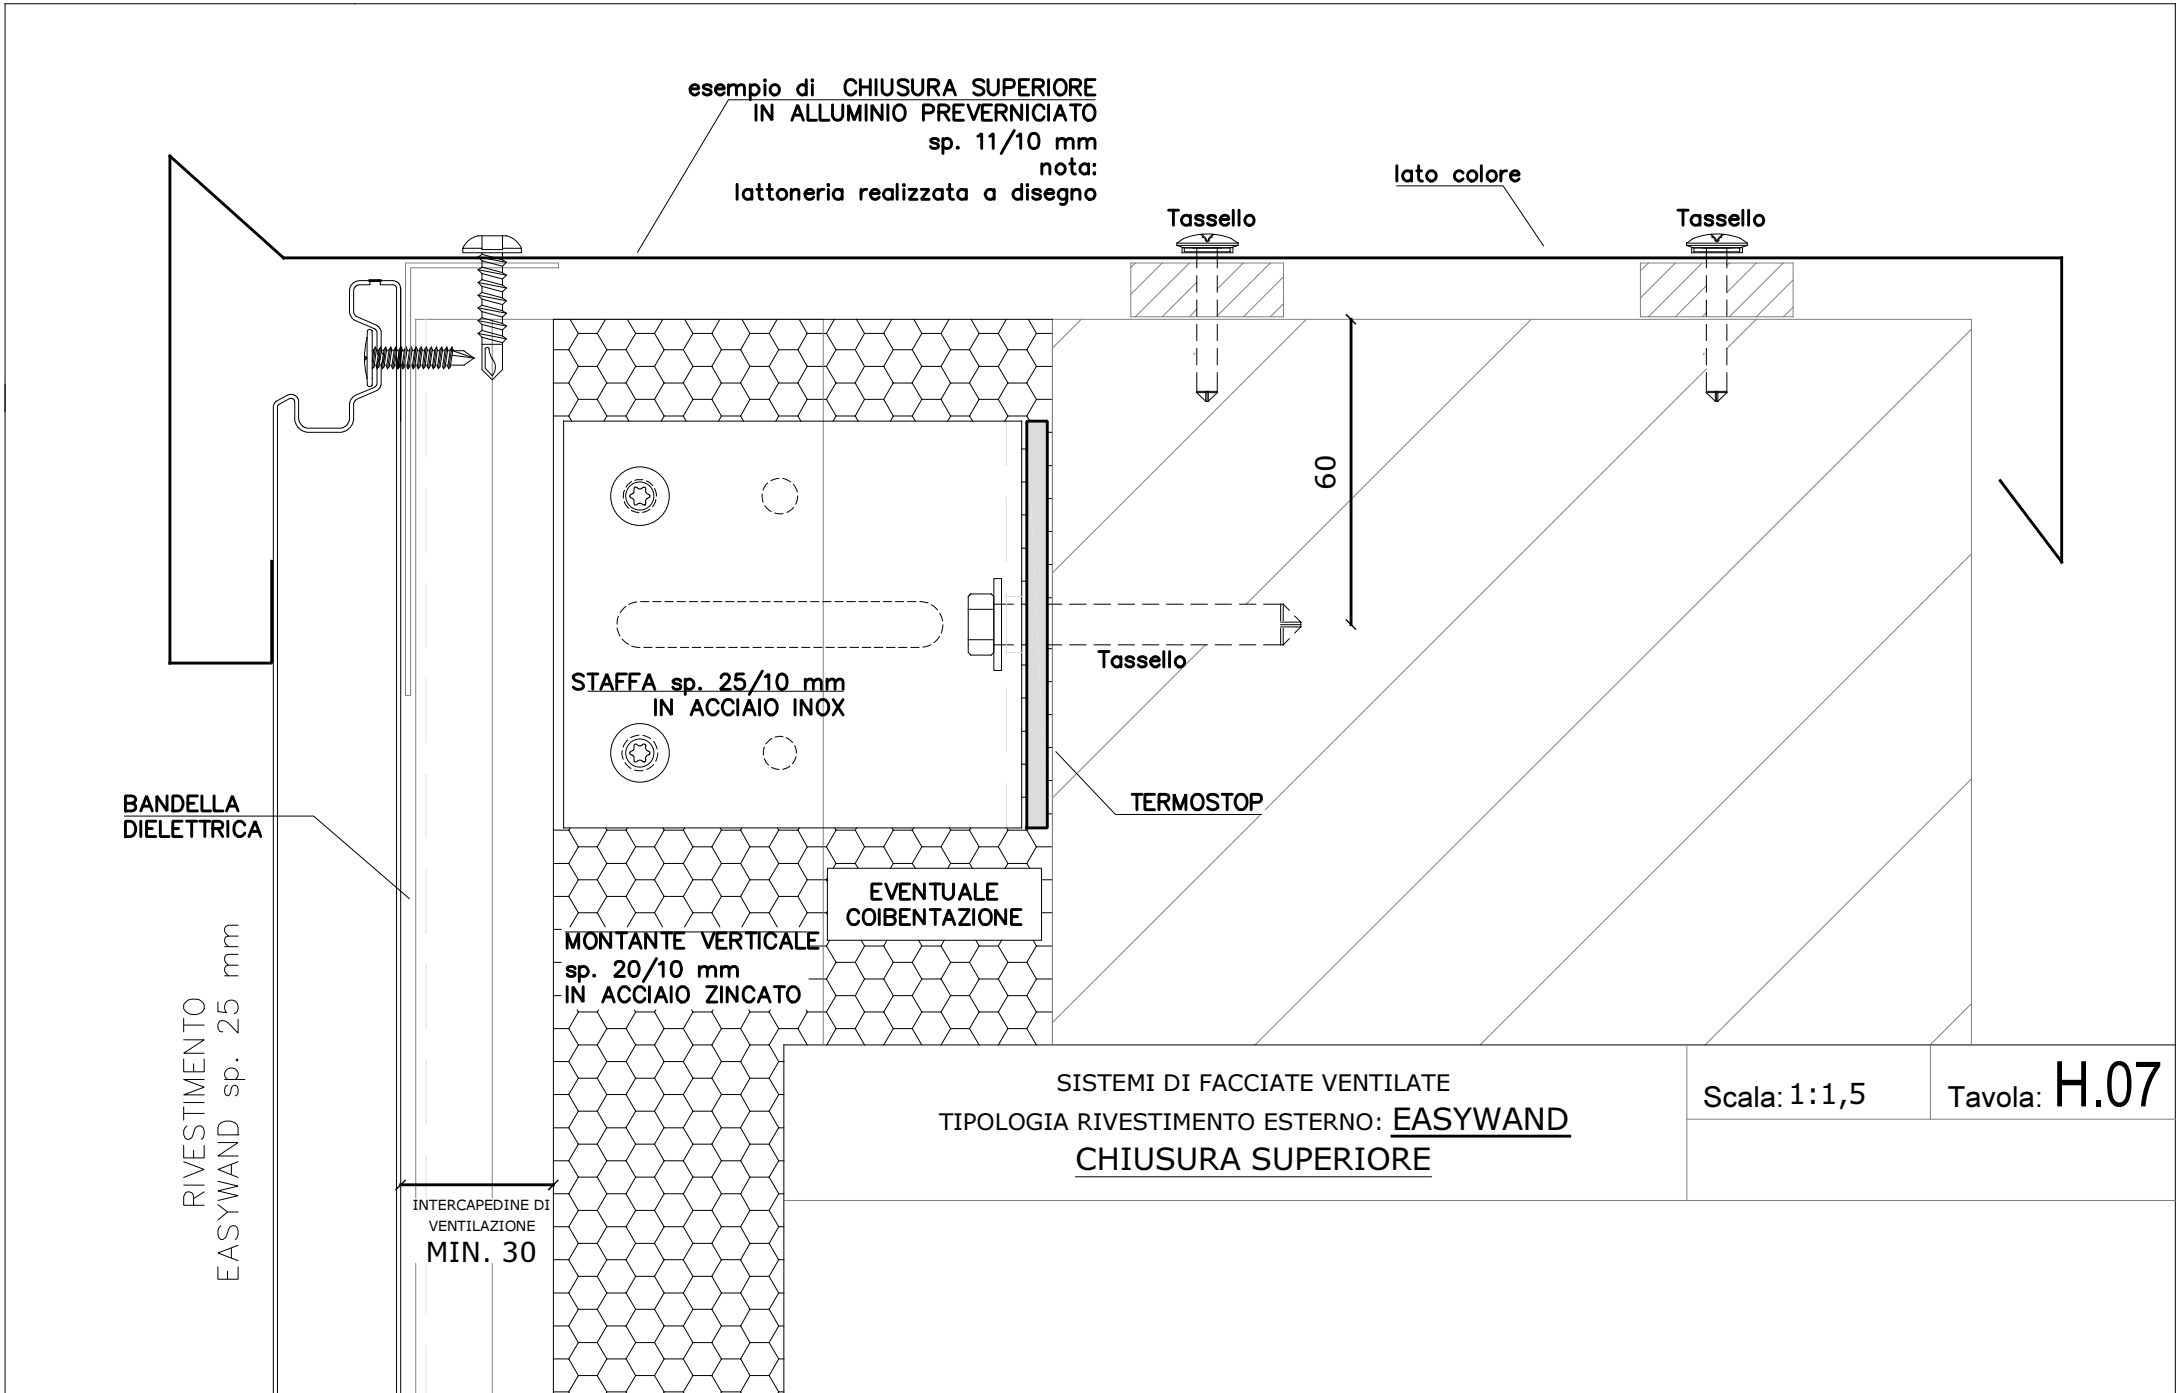 esempio di CHIUSURA SUPERIORE
IN ALLUMINIO PREVERNICIATO
sp. 11/10 mm
nota:
lattoneria realizzata a disegno
lato colore
Tassello
Tassello
60
Tassello
STAFFA sp. 25/10 mm
IN ACCIAIO INOX
BANDELLA
DIELETTRICA
TERMOSTOP
EVENTUALE
COIBENTAZIONE
MONTANTE VERTICALE
sp. 20/10 mm
IN ACCIAIO ZINCATO
RIVESTIMENTO
EASYWAND sp. 25 mm
INTERCAPEDINE DI
VENTILAZIONE
MIN. 30
SISTEMI DI FACCIATE VENTILATE
TIPOLOGIA RIVESTIMENTO ESTERNO: EASYWAND
CHIUSURA SUPERIORE
Scala: 1:1,5
Tavola: H.07